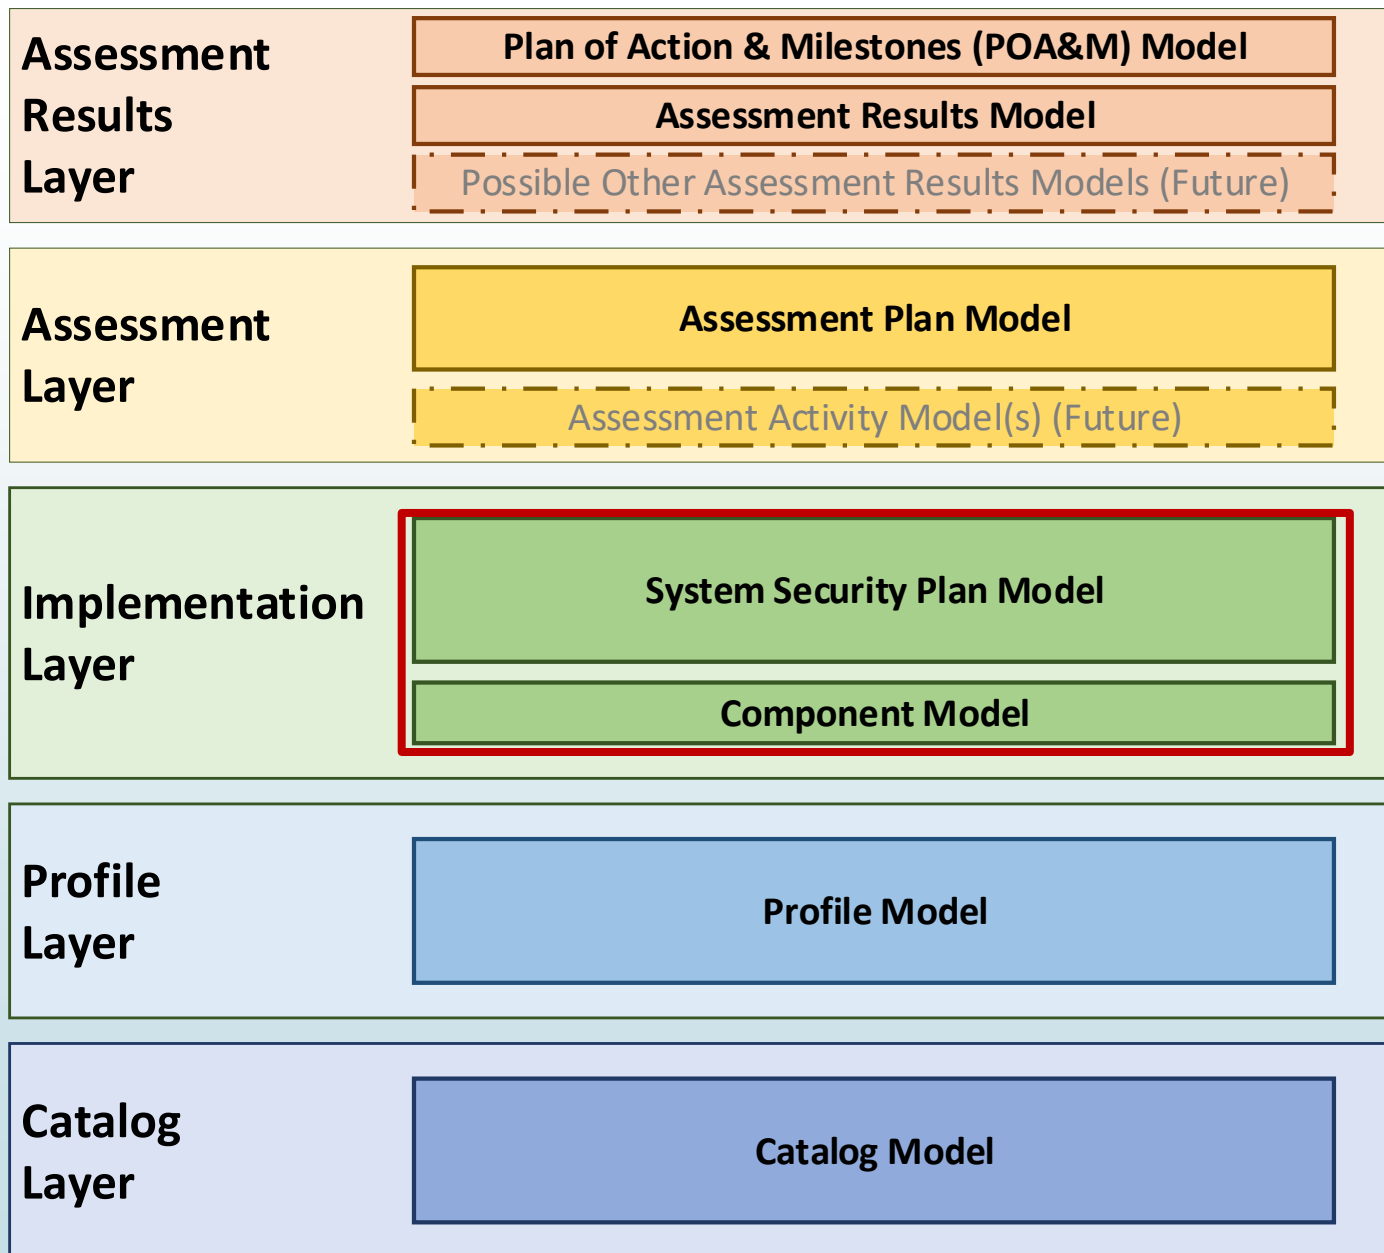 Assessment
Results
Layer
Plan of Action & Milestones (POA&M) Model
Assessment Results Model
Possible Other Assessment Results Models (Future)
Assessment
Layer
Assessment Plan Model
Assessment Activity Model(s) (Future)
Implementation
Layer
System Security Plan Model
Component Model
Profile
Layer
Profile Model
Catalog
Layer
Catalog Model